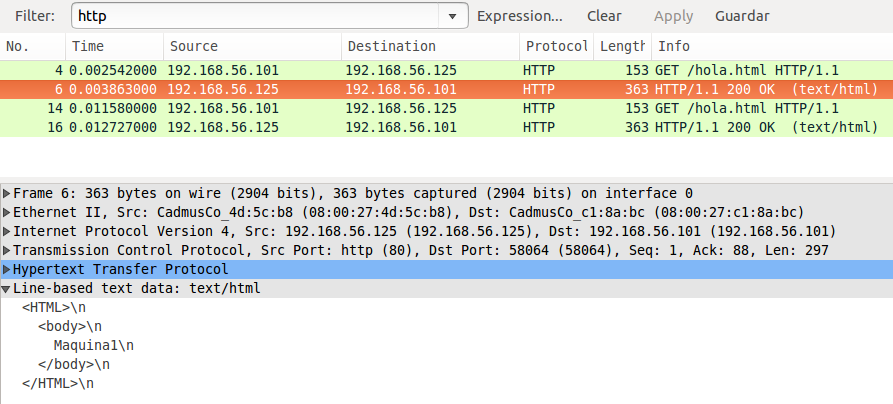 Filter: http Expression... Clear Apply Guardar
No. Time Source Destination Protocol Length Info
4 0.002542000 192.168.56.101 192.168.56.125 HTTP 153 GET /hola.html HTTP/1.1
6 0.003863000 192.168.56.125 192.168.56.101 HTTP 363 HTTP/1.1 200 OK (text/html)
14 0.011580000 192.168.56.101 192.168.56.125 HTTP 153 GET /hola.html HTTP/1.1
16 0.012727000 192.168.56.125 192.168.56.101 HTTP 363 HTTP/1.1 200 OK (text/html)
Frame 6: 363 bytes on wire (2904 bits), 363 bytes captured (2904 bits) on interface 0
Ethernet II, Src: CadmusCo_4d:5c:b8 (08:00:27:4d:5c:b8), Dst: CadmusCo_c1:8a:bc (08:00:27:c1:8a:bc)
Internet Protocol Version 4, Src: 192.168.56.125 (192.168.56.125), Dst: 192.168.56.101 (192.168.56.101)
Transmission Control Protocol, Src Port: http (80), Dst Port: 58064 (58064), Seq: 1, Ack: 88, Len: 297
Hypertext Transfer Protocol
Line-based text data: text/html
<HTML>\n
<body>\n
Maquina1\n
</body>\n
</HTML>\n